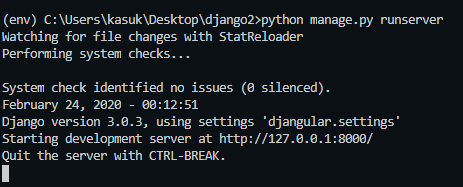 (env) C:\Users\kasuk\Desktop\django2>python manage.py runserver
Watching for file changes with StatReloader
Performing system checks...
System check identified no issues (0 silenced).
February 24, 2020 - 00:12:51
Django version 3.0.3, using settings 'djangular.settings'
Starting development server at http://127.0.0.1:8000/
Quit the server with CTRL-BREAK.